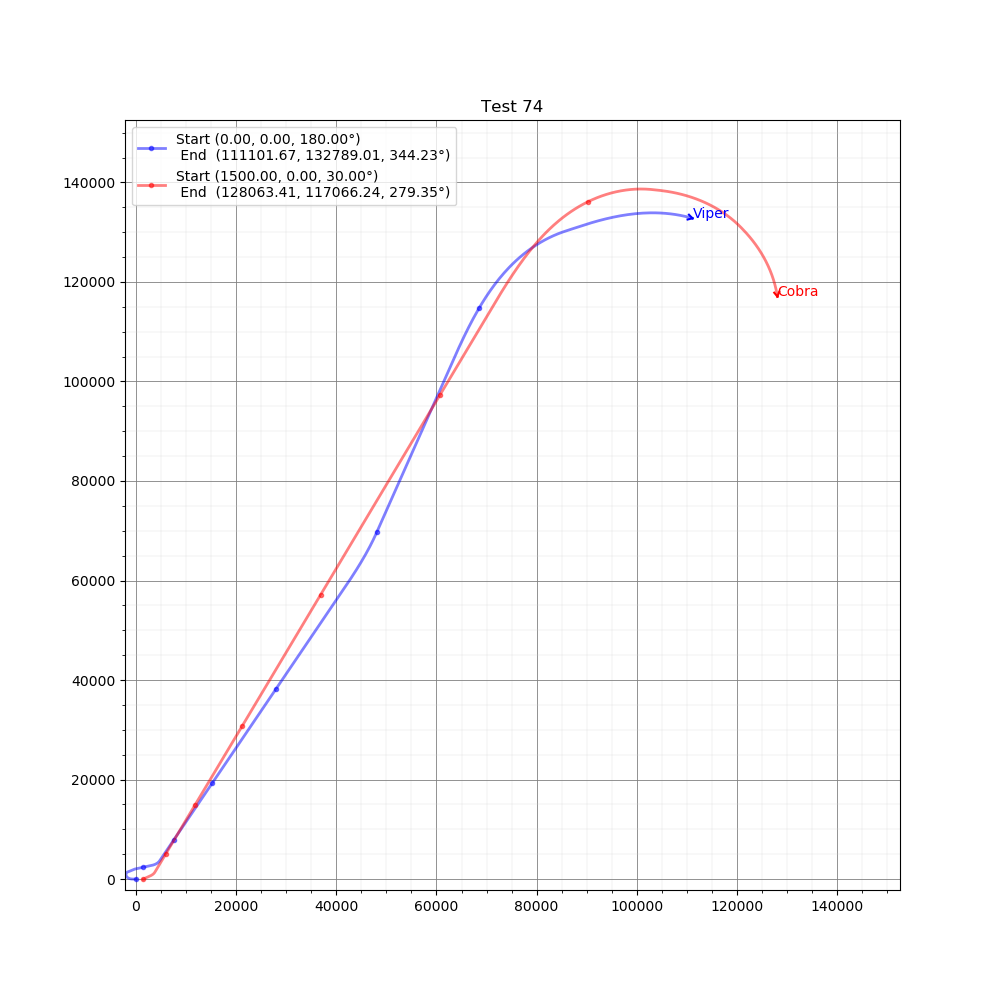 Test 74
Start (0.00, 0.00, 180.00°)
End  (111101.67, 132789.01, 344.23°)
Start (1500.00, 0.00, 30.00°)
End  (128063.41, 117066.24, 279.35°)
140000
120000
100000
80000
60000
40000
20000
0
Viper
Cobra
0 20000 40000 60000 80000 100000 120000 140000